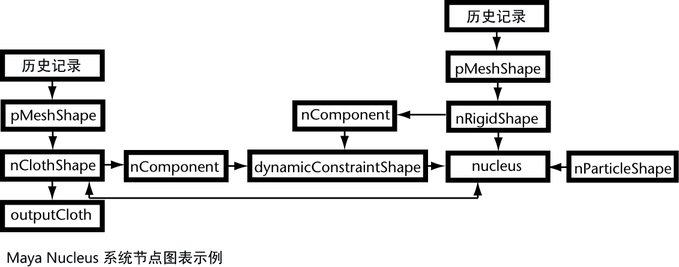 历史记录
历史记录
pMeshShape
pMeshShape
nComponent
nRigidShape
nClothShape
nComponent
dynamicConstraintShape
nucleus
nParticleShape
outputCloth
Maya Nucleus 系统节点图表示例